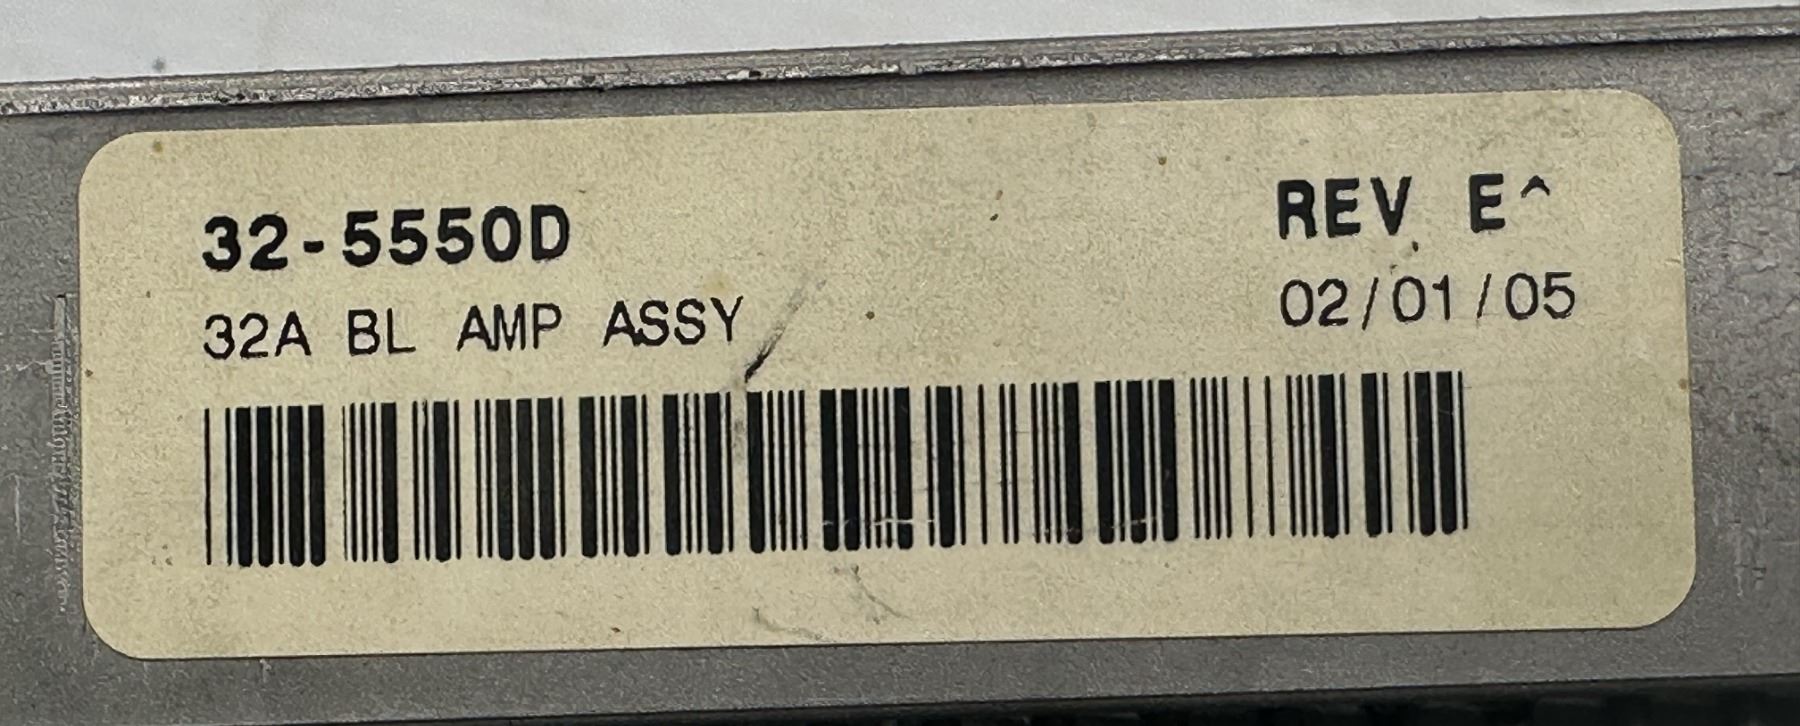 32-5550D REV E^
32A BL AMP ASSY 02/01/05